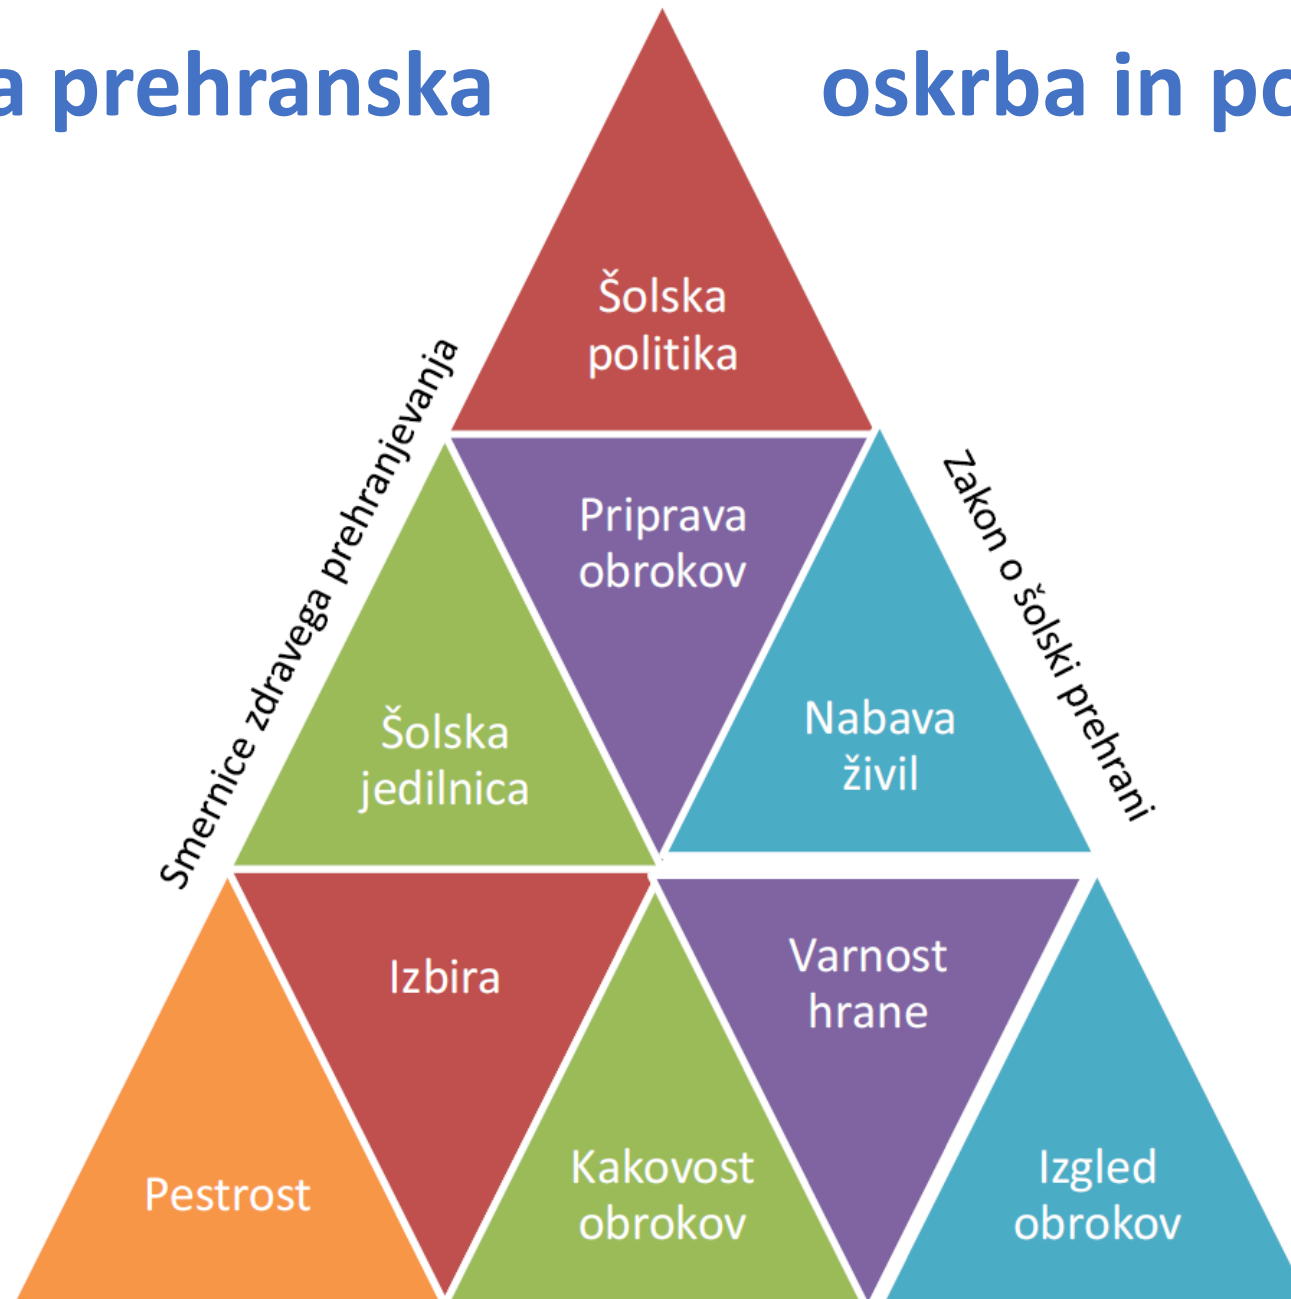 a prehranska oskrba in po
Šolska
politika
Smernice zdravega prehranjevanja
Zakon o šolski prehrani
Priprava
obrokov
Šolska
jedilnica
Nabava
živil
Izbira
Varnost
hrane
Pestrost
Kakovost
obrokov
Izgled
obrokov